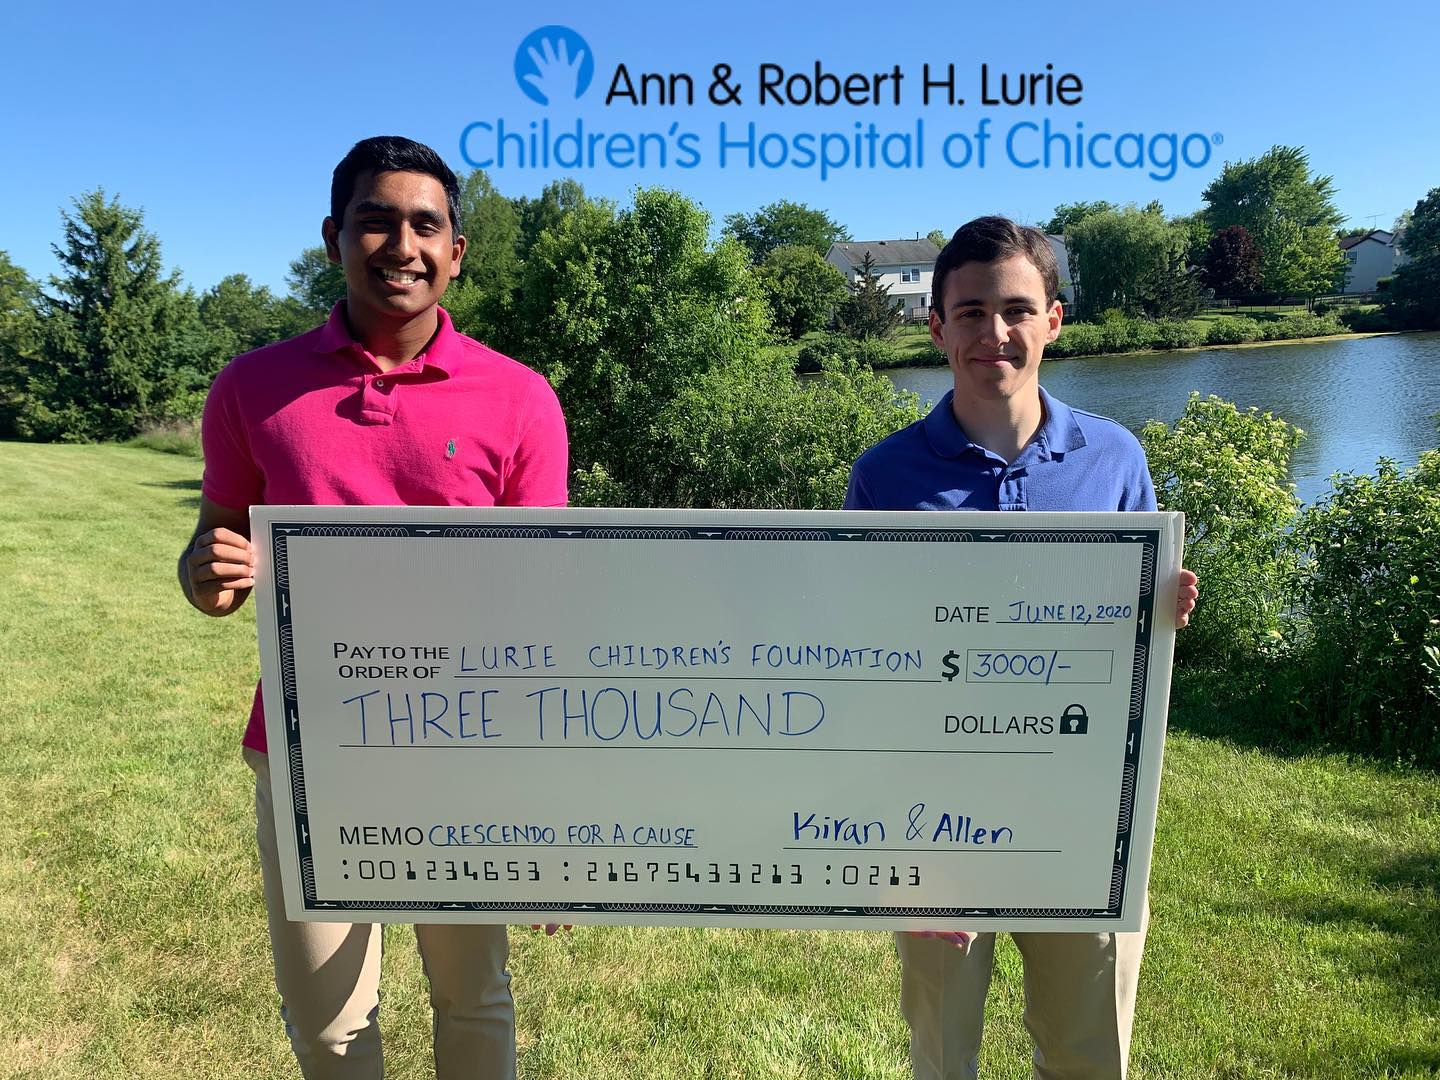 Ann & Robert H. Lurie
Children's Hospital of Chicago®
DATE JUNE 12, 2020
PAY TO THE
ORDER OF LURIE CHILDREN'S FOUNDATION $ 3000/-
THREE THOUSAND DOLLARS
MEMO CRESCENDO FOR A CAUSE Kiran & Allen
:001234653 : 21675433213 :0213